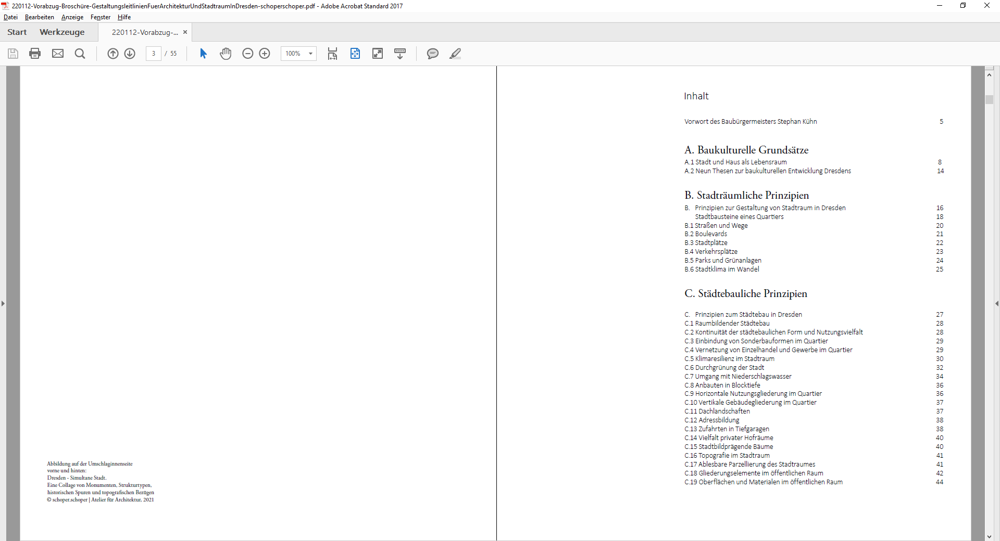 220112-Vorabzug-Broschüre-GestaltungsleitlinienFuerArchitekturUndStadtraumInDresden-schoperschoper.pdf - Adobe Acrobat Standard 2017
Datei Bearbeiten Anzeige Fenster Hilfe
Start Werkzeuge 220112-Vorabzug-... ×
3 / 55 100%
Inhalt
Vorwort des Baubürgermeisters Stephan Kühn 5
A. Baukulturelle Grundsätze
A.1 Stadt und Haus als Lebensraum 8
A.2 Neun Thesen zur baukulturellen Entwicklung Dresdens 14
B. Stadträumliche Prinzipien
B. Prinzipien zur Gestaltung von Stadtraum in Dresden 16
Stadtbausteine eines Quartiers 18
B.1 Straßen und Wege 20
B.2 Boulevards 21
B.3 Stadtplätze 22
B.4 Verkehrsplätze 23
B.5 Parks und Grünanlagen 24
B.6 Stadtklima im Wandel 25
C. Städtebauliche Prinzipien
C. Prinzipien zum Städtebau in Dresden 27
C.1 Raumbildender Städtebau 28
C.2 Kontinuität der städtebaulichen Form und Nutzungsvielfalt 28
C.3 Einbindung von Sonderbauformen im Quartier 29
C.4 Vernetzung von Einzelhandel und Gewerbe im Quartier 29
C.5 Klimaresilienz im Stadtraum 30
C.6 Durchgrünung der Stadt 32
C.7 Umgang mit Niederschlagswasser 34
C.8 Anbauten in Blocktiefe 36
C.9 Horizontale Nutzungsgliederung im Quartier 36
C.10 Vertikale Gebäudegliederung im Quartier 37
C.11 Dachlandschaften 37
C.12 Adressbildung 38
C.13 Zufahrten in Tiefgaragen 38
C.14 Vielfalt privater Hofräume 40
C.15 Stadtbildprägende Bäume 40
C.16 Topografie im Stadtraum 41
C.17 Ablesbare Parzellierung des Stadtraumes 41
C.18 Gliederungselemente im öffentlichen Raum 42
C.19 Oberflächen und Materialen im öffentlichen Raum 44
Abbildung auf der Umschlaginnenseite
vorne und hinten:
Dresden - Simultane Stadt.
Eine Collage von Monumenten, Strukturtypen,
historischen Spuren und topografischen Bezügen
© schoper.schoper | Atelier für Architektur, 2021